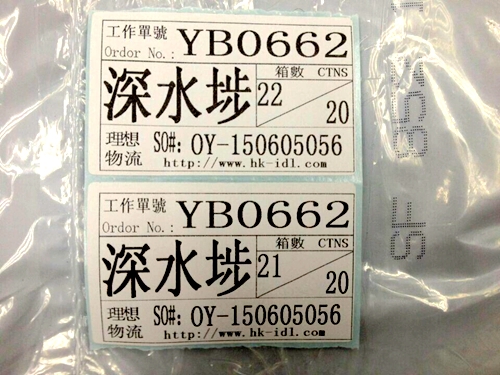 工作單號
Ordor No.: YB0662
深水埗
箱數 CTNS
22 / 20
理想物流 SO#: OY-150605056
http://www.hk-idl.com
工作單號
Ordor No.: YB0662
深水埗
箱數 CTNS
21 / 20
理想物流 SO#: OY-150605056
http://www.hk-idl.com